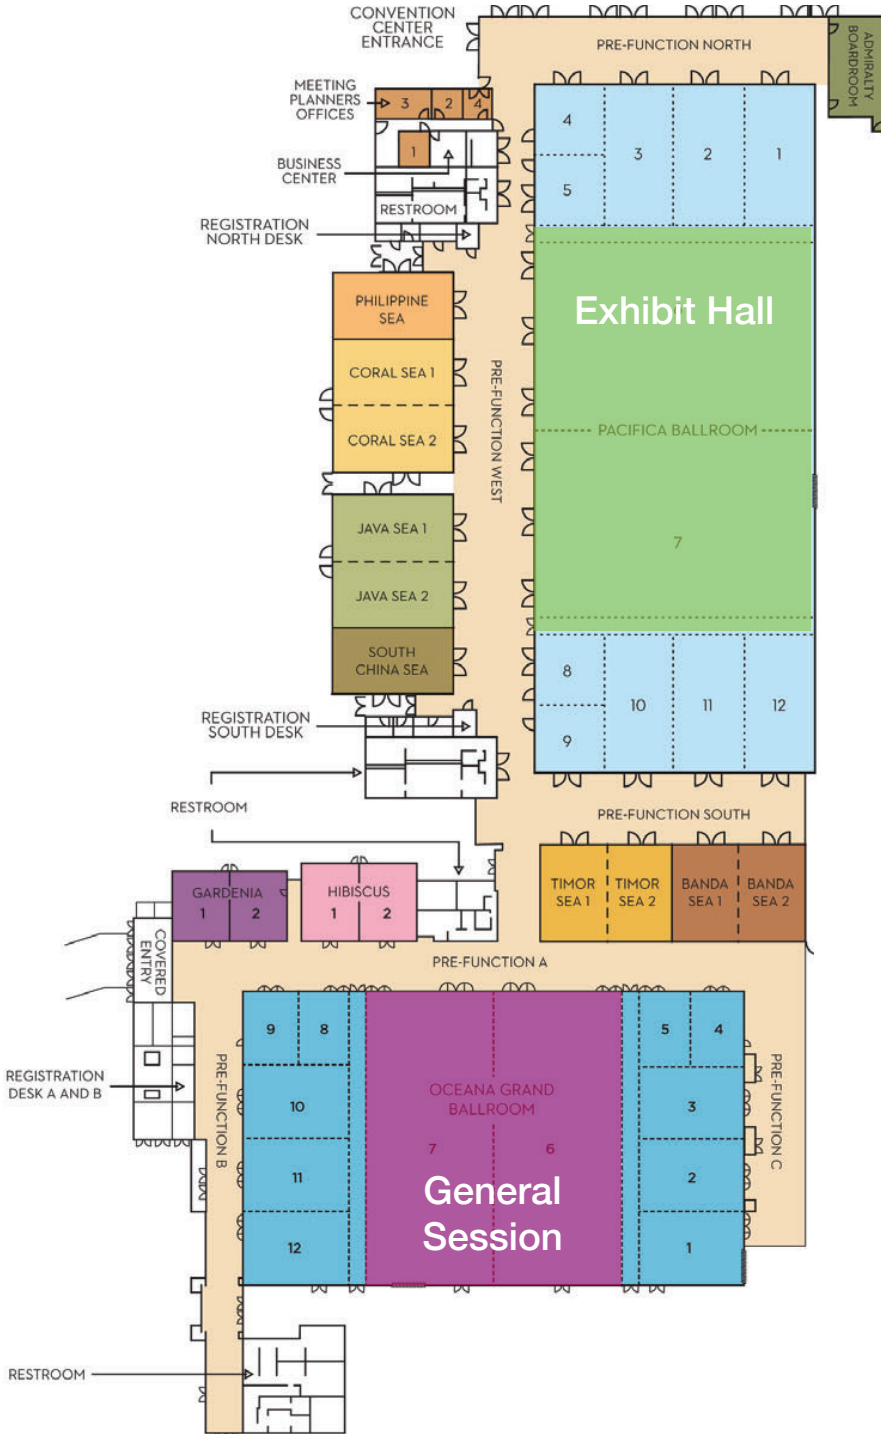 CONVENTION
CENTER
ENTRANCE
PRE-FUNCTION NORTH
ADMIRALTY
BOARDROOM
MEETING
PLANNERS
OFFICES
3
2
4
1
BUSINESS
CENTER
RESTROOM
REGISTRATION
NORTH DESK
4
3
2
1
5
PHILIPPINE
SEA
CORAL SEA 1
CORAL SEA 2
PRE-FUNCTION WEST
Exhibit Hall
PACIFICA BALLROOM
7
JAVA SEA 1
JAVA SEA 2
SOUTH
CHINA SEA
8
10
11
12
9
REGISTRATION
SOUTH DESK
RESTROOM
PRE-FUNCTION SOUTH
TIMOR
SEA 1
TIMOR
SEA 2
BANDA
SEA 1
BANDA
SEA 2
GARDENIA
1
2
HIBISCUS
1
2
COVERED
ENTRY
PRE-FUNCTION A
REGISTRATION
DESK A AND B
PRE-FUNCTION B
9
8
10
11
12
OCEANA GRAND
BALLROOM
7
6
General
Session
5
4
3
2
1
PRE-FUNCTION C
RESTROOM